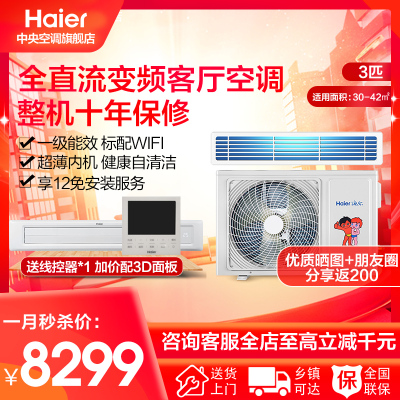 Haier
中央空调旗舰店
全直流变频客厅空调
整机十年保修
3匹
适用面积：30-42㎡
一级能效 标配WIFI
超薄内机 健康自清洁
享12免安装服务
Haier 海尔
送线控器*1 加价配3D面板
优质晒图+朋友圈
分享返200
一月秒杀价：
¥8299
咨询客服全店至高立减千元
送货上门
乡镇可达
保
全国联保